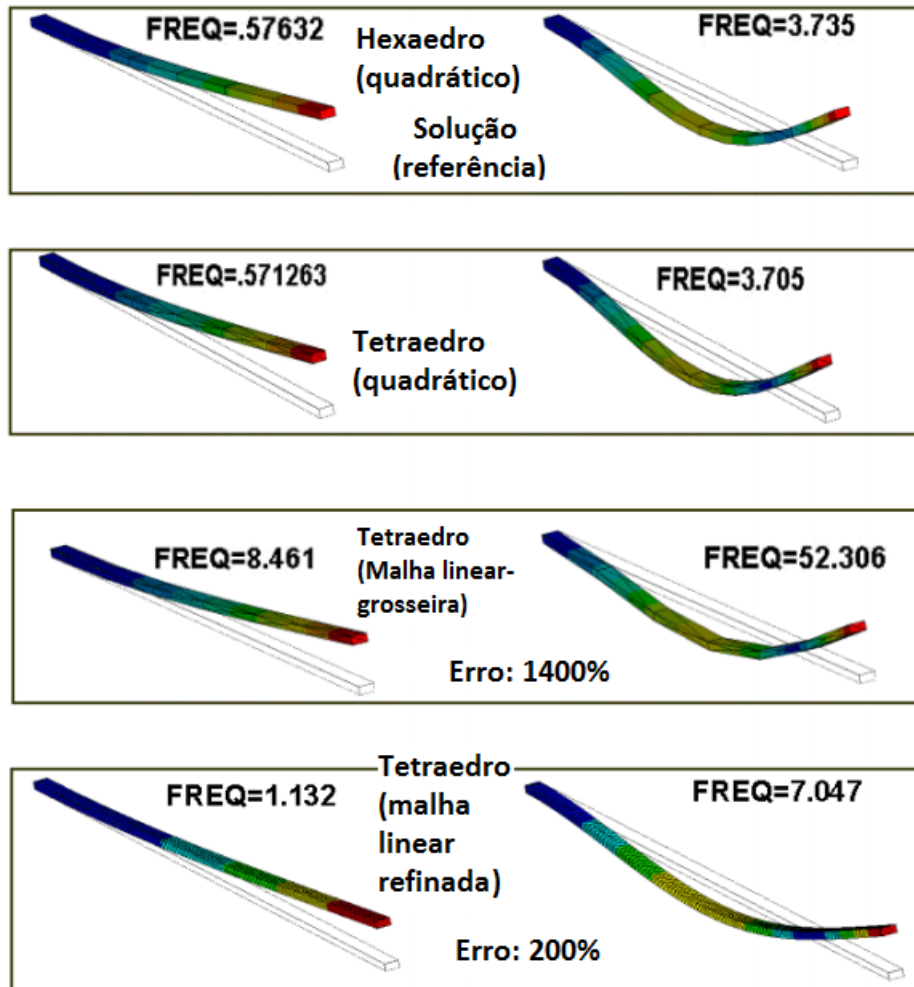 FREQ=.57632
Hexaedro
(quadrático)
Solução
(referência)
FREQ=3.735
FREQ=.571263
Tetraedro
(quadrático)
FREQ=3.705
FREQ=8.461
Tetraedro
(Malha linear-
grosseira)
Erro: 1400%
FREQ=52.306
FREQ=1.132
Tetraedro
(malha
linear
refinada)
Erro: 200%
FREQ=7.047